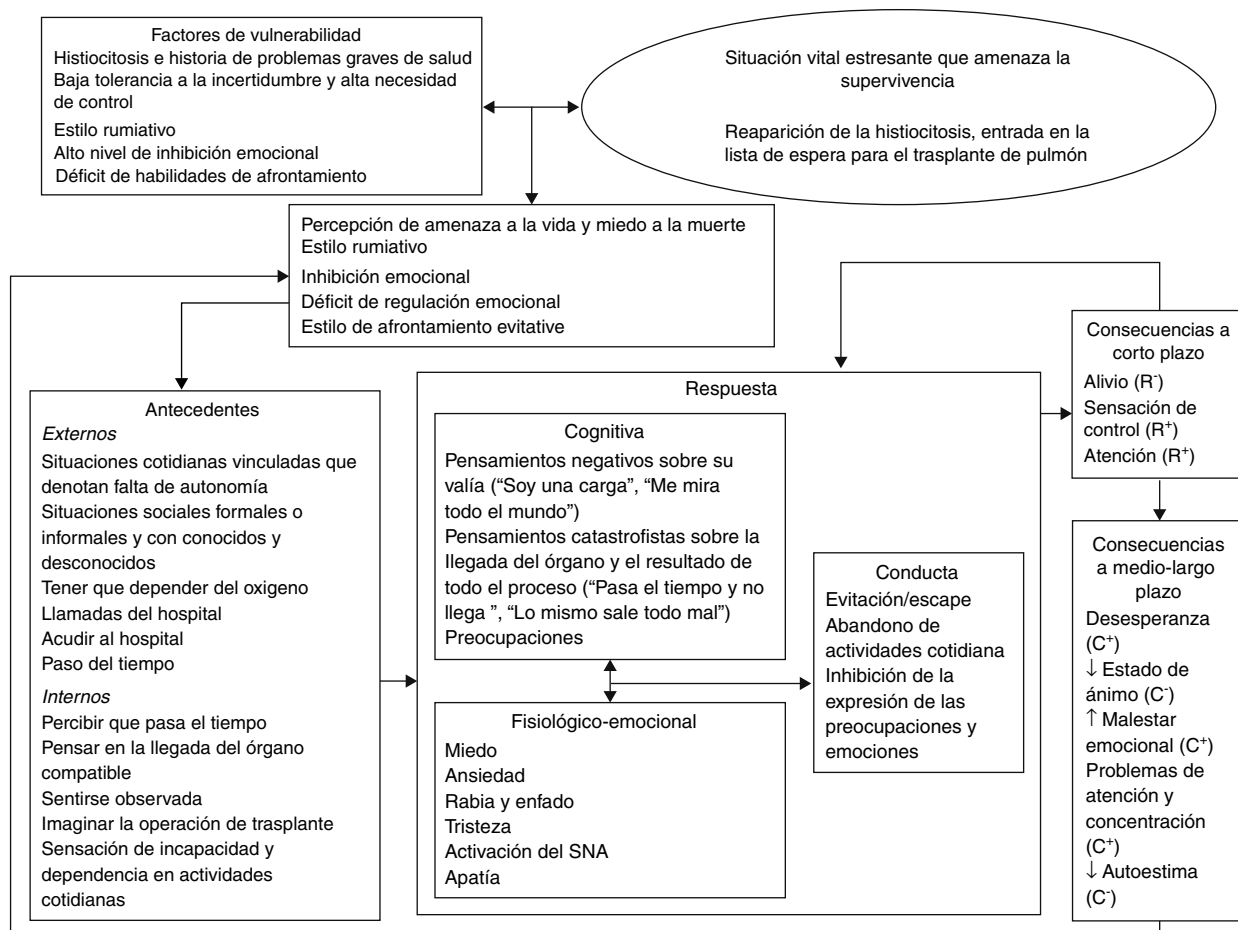 Factores de vulnerabilidad
Histiocitosis e historia de problemas graves de salud
Baja tolerancia a la incertidumbre y alta necesidad
de control
Estilo rumiativo
Alto nivel de inhibición emocional
Déficit de habilidades de afrontamiento
Situación vital estresante que amenaza la
supervivencia
Reaparición de la histiocitosis, entrada en la
lista de espera para el trasplante de pulmón
Percepción de amenaza a la vida y miedo a la muerte
Estilo rumiativo
Inhibición emocional
Déficit de regulación emocional
Estilo de afrontamiento evitative
Antecedentes
Externos
Situaciones cotidianas vinculadas que
denotan falta de autonomía
Situaciones sociales formales o
informales y con conocidos y
desconocidos
Tener que depender del oxigeno
Llamadas del hospital
Acudir al hospital
Paso del tiempo
Internos
Percibir que pasa el tiempo
Pensar en la llegada del órgano
compatible
Sentirse observada
Imaginar la operación de trasplante
Sensación de incapacidad y
dependencia en actividades
cotidianas
Respuesta
Cognitiva
Pensamientos negativos sobre su
valía (“Soy una carga”, “Me mira
todo el mundo”)
Pensamientos catastrofistas sobre la
llegada del órgano y el resultado de
todo el proceso (“Pasa el tiempo y no
llega ”, “Lo mismo sale todo mal”)
Preocupaciones
Fisiológico-emocional
Miedo
Ansiedad
Rabia y enfado
Tristeza
Activación del SNA
Apatía
Conducta
Evitación/escape
Abandono de
actividades cotidiana
Inhibición de la
expresión de las
preocupaciones y
emociones
Consecuencias a
corto plazo
Alivio (R⁻)
Sensación de
control (R⁺)
Atención (R⁺)
Consecuencias
a medio-largo
plazo
Desesperanza
(C⁺)
↓ Estado de
ánimo (C⁻)
↑ Malestar
emocional (C⁺)
Problemas de
atención y
concentración
(C⁺)
↓ Autoestima
(C⁻)